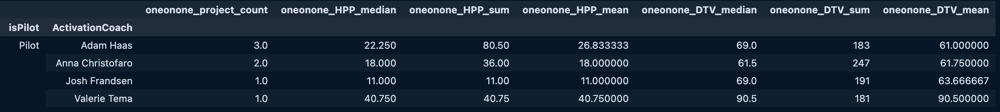 oneonone_project_count oneonone_HPP_median oneonone_HPP_sum oneonone_HPP_mean oneonone_DTV_median oneonone_DTV_sum oneonone_DTV_mean
isPilot ActivationCoach
Pilot Adam Haas 3.0 22.250 80.50 26.833333 69.0 183 61.000000
Anna Christofaro 2.0 18.000 36.00 18.000000 61.5 247 61.750000
Josh Frandsen 1.0 11.000 11.00 11.000000 69.0 191 63.666667
Valerie Tema 1.0 40.750 40.75 40.750000 90.5 181 90.500000